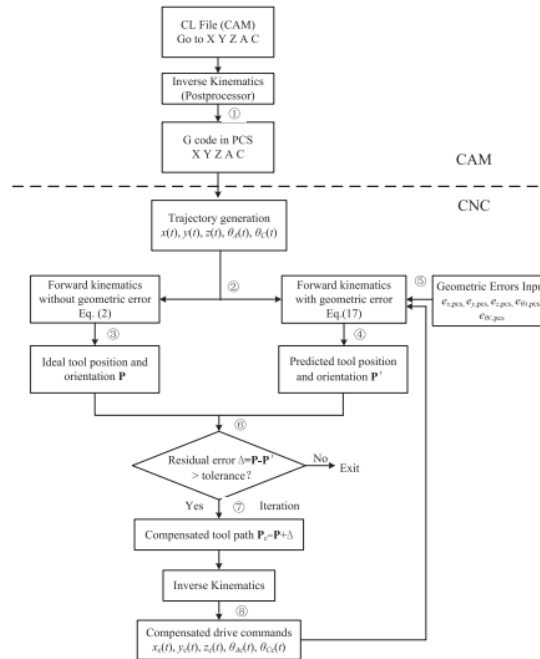 CL File (CAM)
Go to X Y Z A C
Inverse Kinematics
(Postprocessor)
①
G code in PCS
X Y Z A C
CAM
CNC
Trajectory generation
x(t), y(t), z(t), θA(t), θC(t)
②
Forward kinematics
without geometric error
Eq. (2)
Forward kinematics
with geometric error
Eq.(17)
⑤
Geometric Errors Inpu
ex,pcs, ey,pcs, ez,pcs, eθA,pcs
eθC,pcs
③
④
Ideal tool position and
orientation P
Predicted tool position
and orientation P'
⑥
Residual error Δ=P-P'
> tolerance?
No
Exit
Yes
⑦
Iteration
Compensated tool path Pc=P+Δ
Inverse Kinematics
⑧
Compensated drive commands
xc(t), yc(t), zc(t), θAc(t), θCc(t)